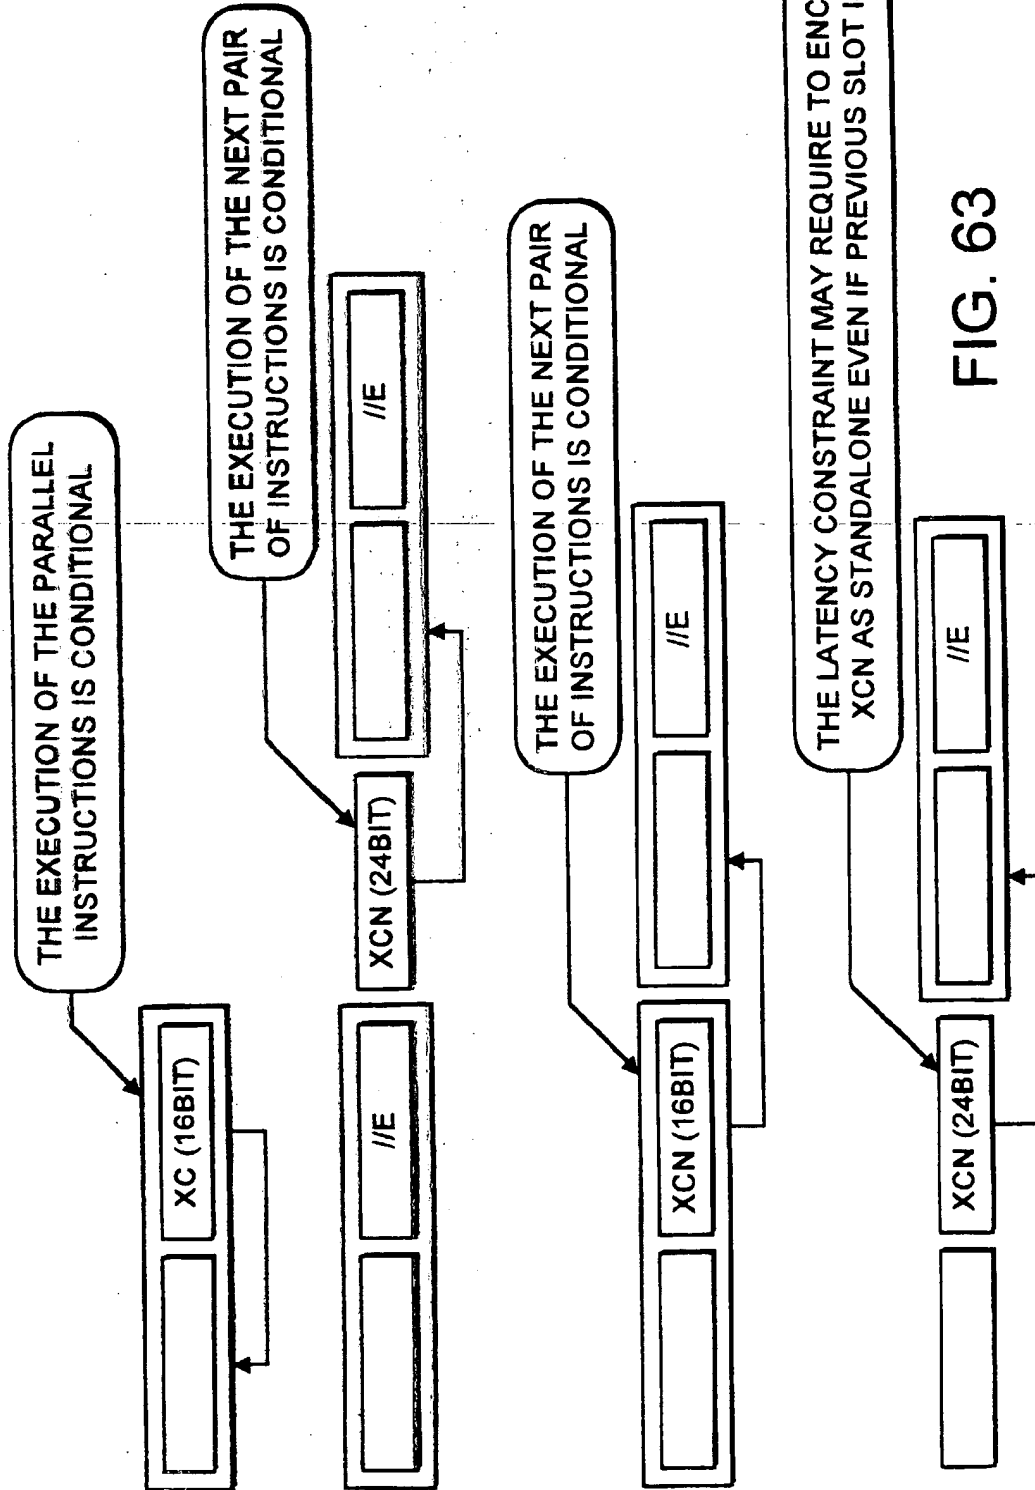 THE EXECUTION OF THE PARALLEL
INSTRUCTIONS IS CONDITIONAL
XC (16BIT)
THE EXECUTION OF THE NEXT PAIR
OF INSTRUCTIONS IS CONDITIONAL
//E
XCN (24BIT)
//E
THE EXECUTION OF THE NEXT PAIR
OF INSTRUCTIONS IS CONDITIONAL
XCN (16BIT)
//E
THE LATENCY CONSTRAINT MAY REQUIRE TO
XCN AS STANDALONE EVEN IF PREVIOUS SLOT
XCN (24BIT)
//E
FIG. 63